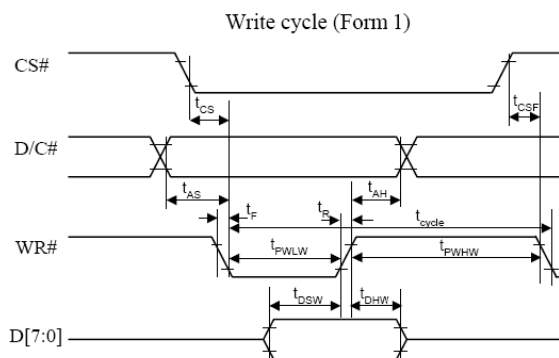 Write cycle (Form 1)
CS#
tCS
tCSF
D/C#
tAS
tAH
tF
tR
tcycle
WR#
tPWLW
tPWHW
tDSW
tDHW
D[7:0]